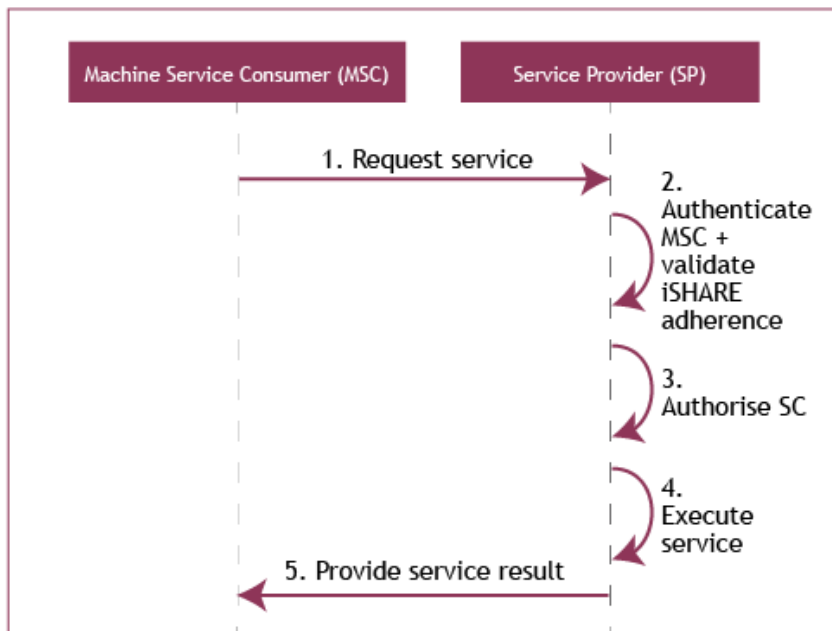 Machine Service Consumer (MSC)
Service Provider (SP)
1. Request service
2.
Authenticate
MSC +
validate
iSHARE
adherence
3.
Authorise SC
4.
Execute
service
5. Provide service result